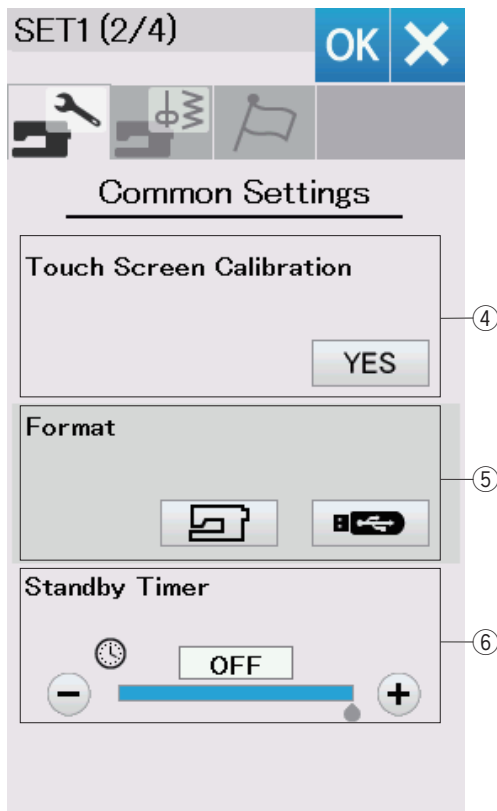 SET1 (2/4)
OK
Common Settings
Touch Screen Calibration
④
YES
Format
⑤
Standby Timer
⑥
OFF